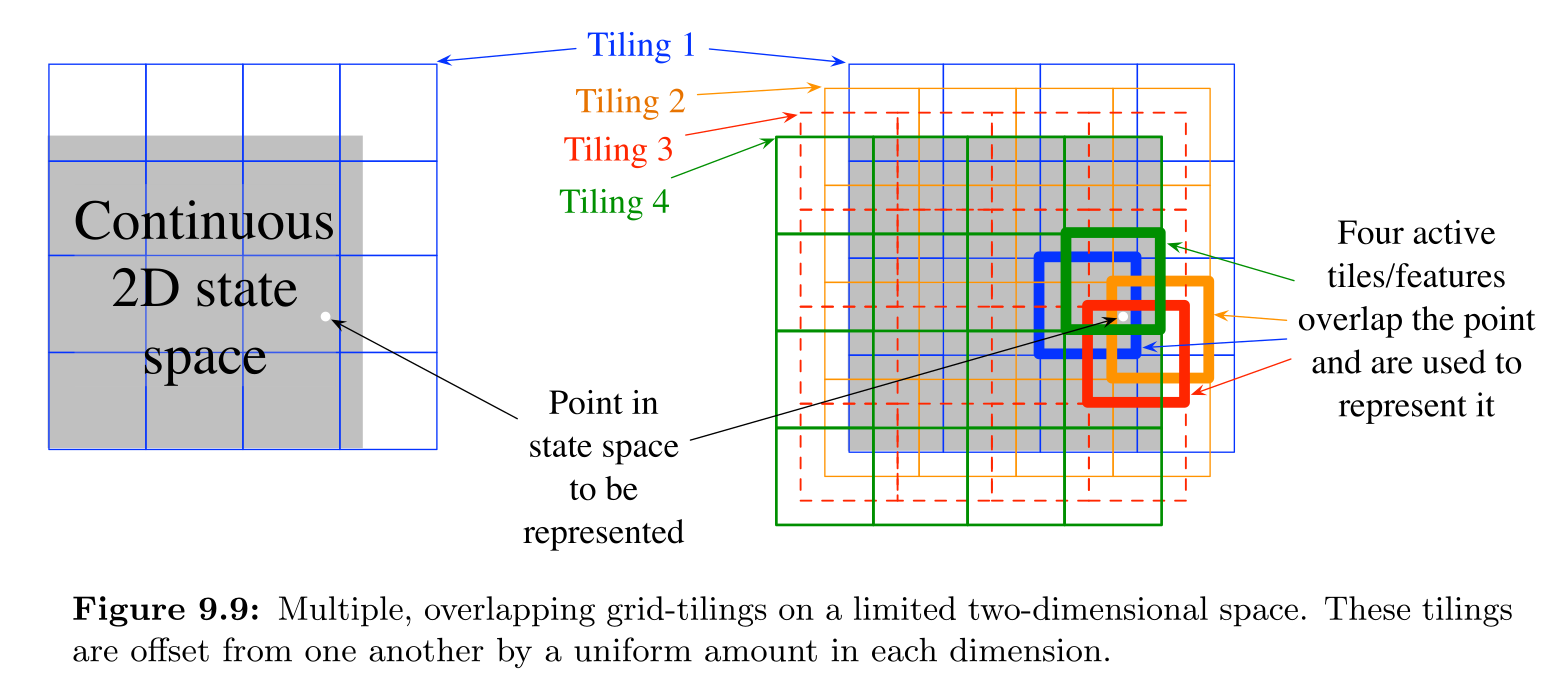 Continuous
2D state
space
Tiling 1
Tiling 2
Tiling 3
Tiling 4
Point in
state space
to be
represented
Four active
tiles/features
overlap the point
and are used to
represent it
Figure 9.9: Multiple, overlapping grid-tilings on a limited two-dimensional space. These tilings
are offset from one another by a uniform amount in each dimension.